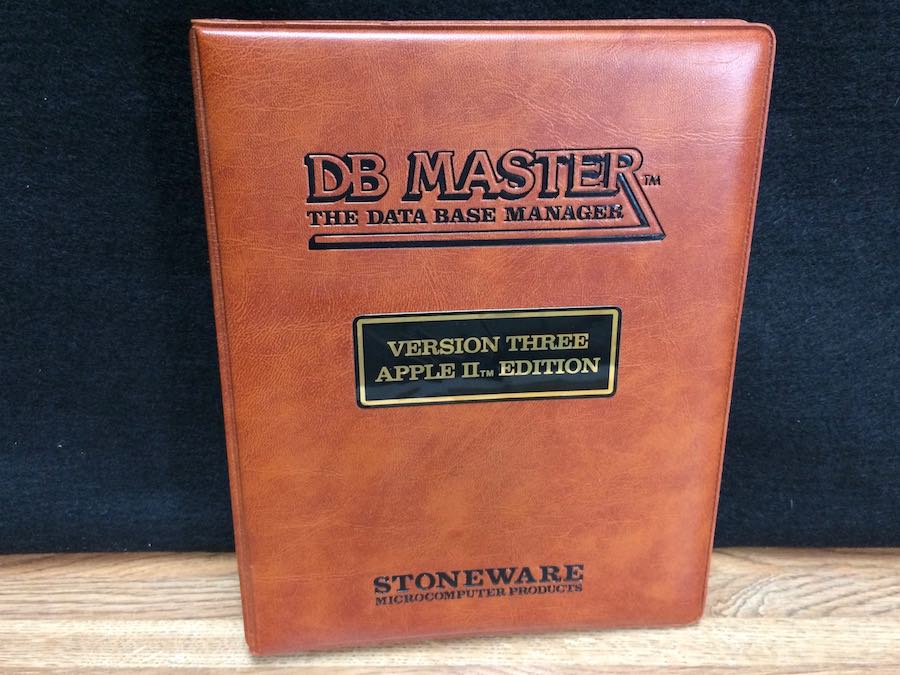 DB MASTER™
THE DATA BASE MANAGER
VERSION THREE
APPLE II™ EDITION
STONEWARE
MICROCOMPUTER PRODUCTS